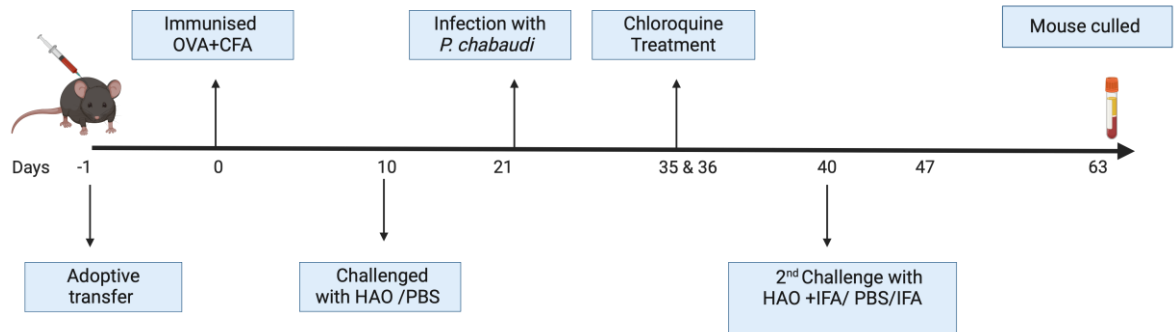 Immunised
OVA+CFA
Infection with
P. chabaudi
Chloroquine
Treatment
Mouse culled
Days
-1
0
10
21
35 & 36
40
47
63
Adoptive
transfer
Challenged
with HAO /PBS
2nd Challenge with
HAO +IFA/ PBS/IFA